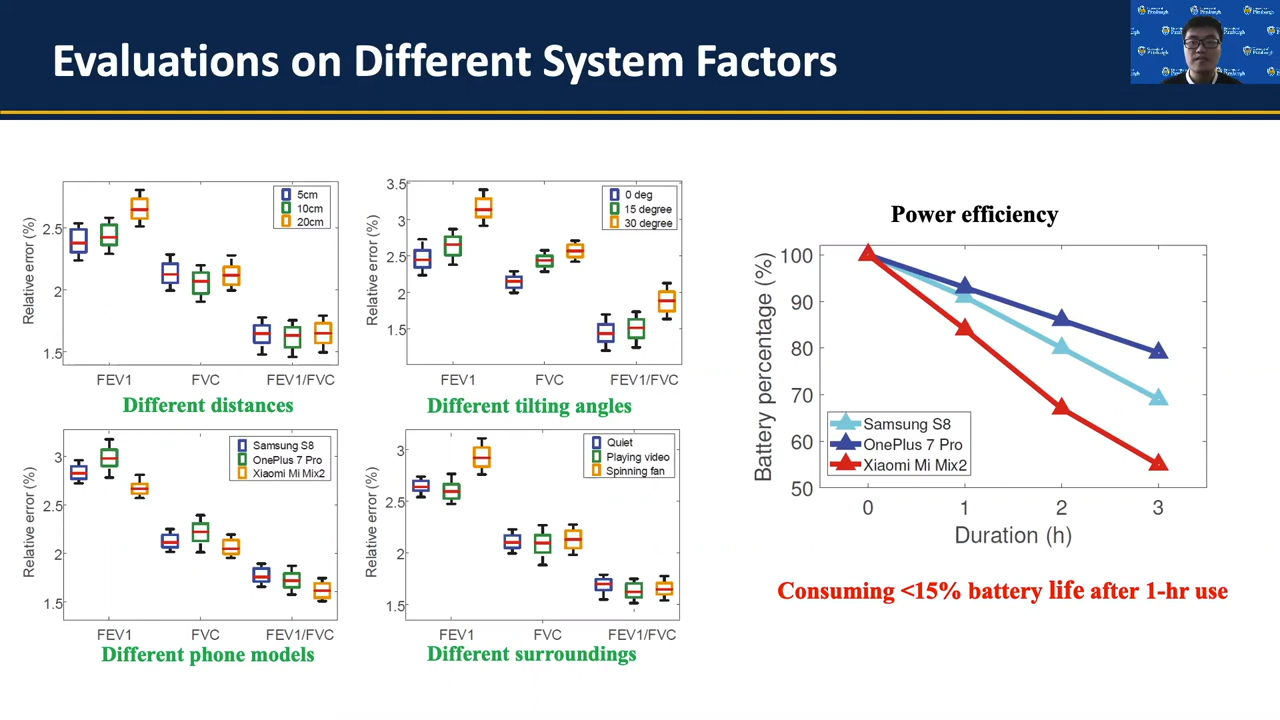 Evaluations on Different System Factors
Relative error (%)
2.5
2
1.5
5cm
10cm
20cm
FEV1
FVC
FEV1/FVC
Different distances
Relative error (%)
3.5
3
2.5
2
1.5
0 deg
15 degree
30 degree
FEV1
FVC
FEV1/FVC
Different tilting angles
Relative error (%)
3
2.5
2
1.5
Samsung S8
OnePlus 7 Pro
Xiaomi Mi Mix2
FEV1
FVC
FEV1/FVC
Different phone models
Relative error (%)
3
2.5
2
1.5
Quiet
Playing video
Spinning fan
FEV1
FVC
FEV1/FVC
Different surroundings
Power efficiency
Battery percentage (%)
100
90
80
70
60
50
Samsung S8
OnePlus 7 Pro
Xiaomi Mi Mix2
0 1 2 3
Duration (h)
Consuming <15% battery life after 1-hr use